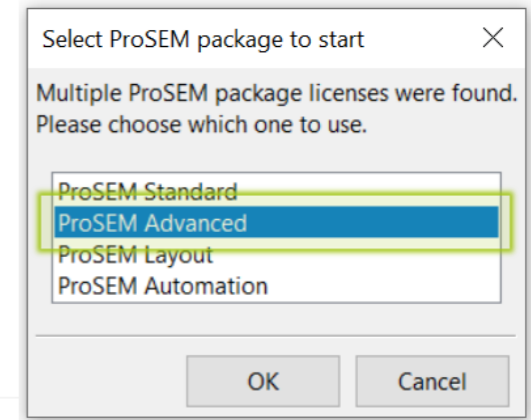 Select ProSEM package to start
Multiple ProSEM package licenses were found.
Please choose which one to use.
ProSEM Standard
ProSEM Advanced
ProSEM Layout
ProSEM Automation
OK
Cancel